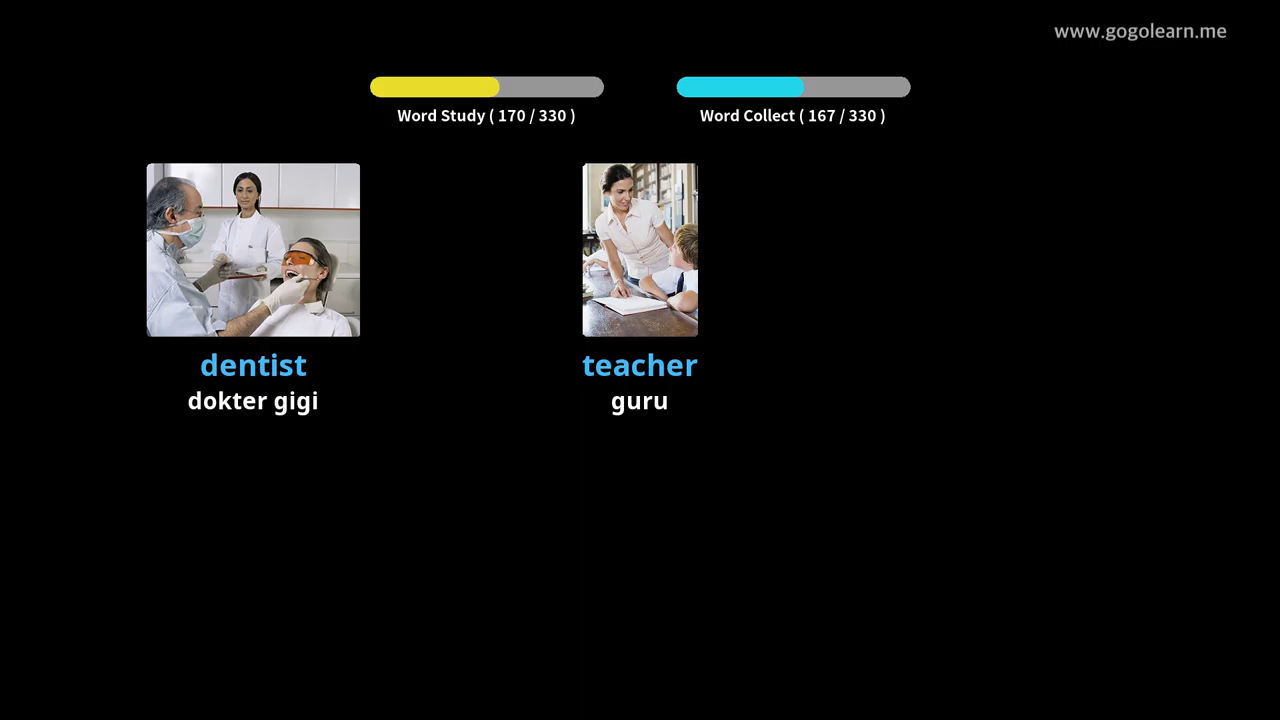 www.gogolearn.me
Word Study ( 170 / 330 )
Word Collect ( 167 / 330 )
dentist
dokter gigi
teacher
guru